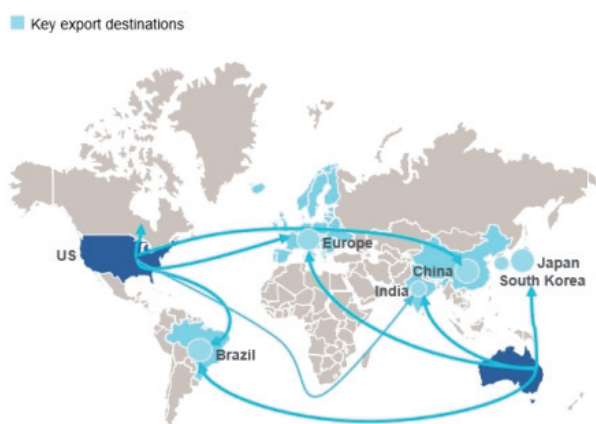 Key export destinations
US
Europe
China
Japan
South Korea
India
Brazil